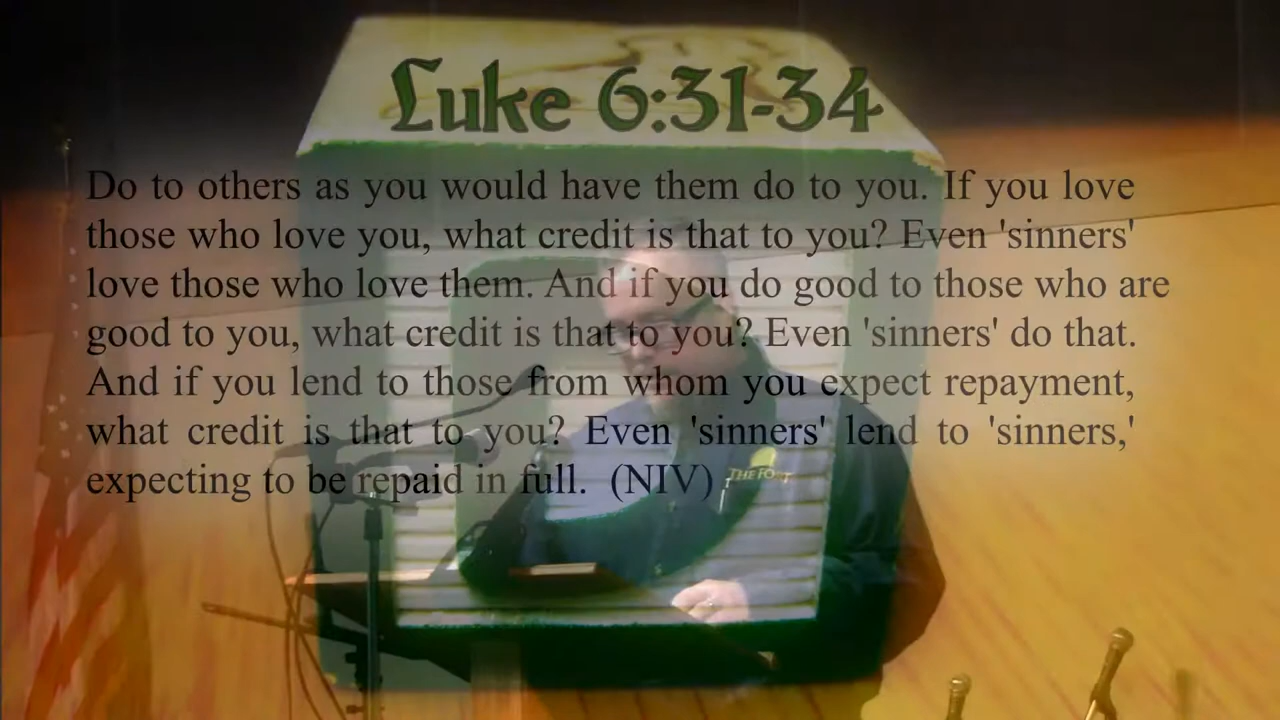 Luke 6:31-34
Do to others as you would have them do to you. If you love
those who love you, what credit is that to you? Even 'sinners'
love those who love them. And if you do good to those who are
good to you, what credit is that to you? Even 'sinners' do that.
And if you lend to those from whom you expect repayment,
what credit is that to you? Even 'sinners' lend to 'sinners,'
expecting to be repaid in full. (NIV)
THE